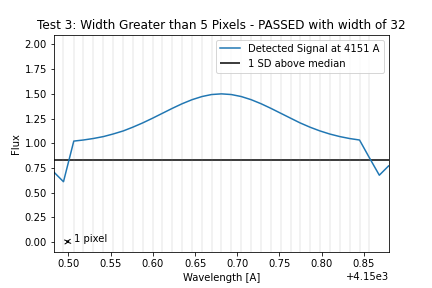 Test 3: Width Greater than 5 Pixels - PASSED with width of 32
2.00
1.75
1.50
1.25
1.00
0.75
0.50
0.25
0.00
Flux
Detected Signal at 4151 A
1 SD above median
1 pixel
0.50 0.55 0.60 0.65 0.70 0.75 0.80 0.85
+4.15e3
Wavelength [A]